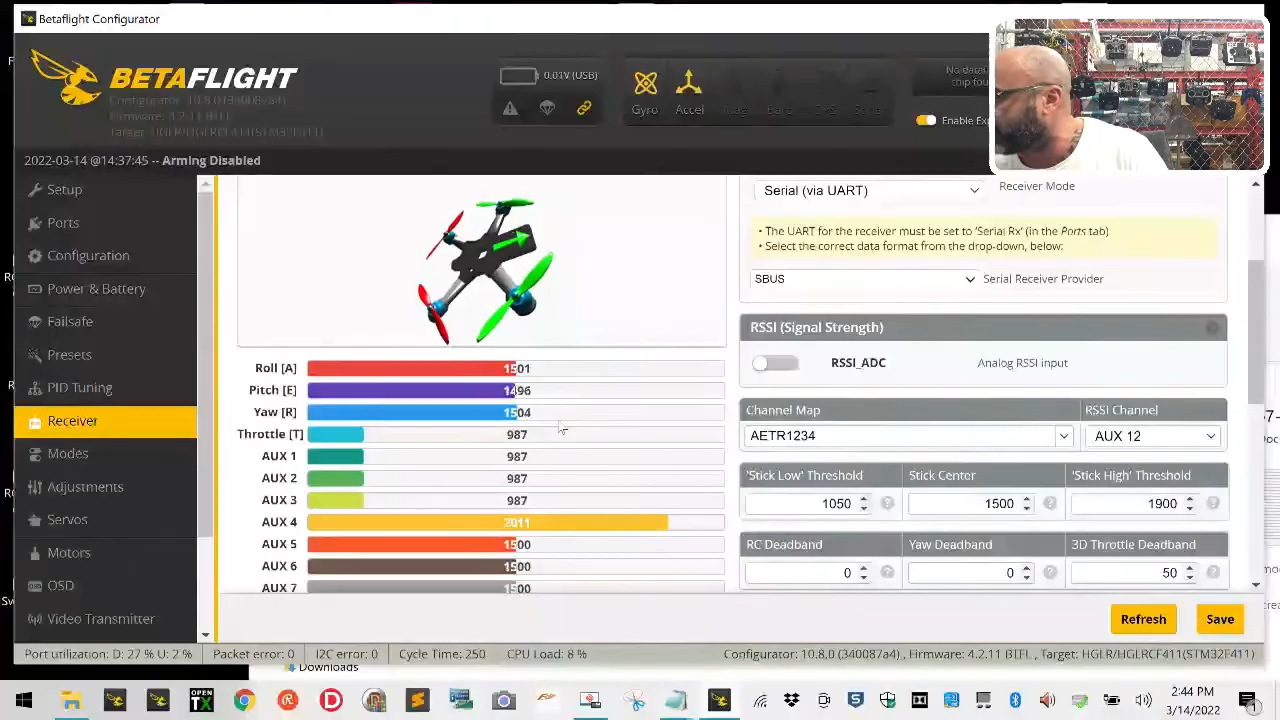 Betaflight Configurator
BETAFLIGHT
0.01V (USB)
Gyro
Accel
No datafl
ship fou
Enable Exp
2022-03-14 @14:37:45 -- Arming Disabled
Setup
Ports
Configuration
Power & Battery
Failsafe
Presets
PID Tuning
Receiver
Modes
Adjustments
Servos
Motors
OSD
Video Transmitter
Serial (via UART)
Receiver Mode
• The UART for the receiver must be set to 'Serial Rx' (in the Ports tab)
• Select the correct data format from the drop-down, below:
SBUS
Serial Receiver Provider
RSSI (Signal Strength)
RSSI_ADC
Analog RSSI input
Roll [A] 1501
Pitch [E] 1496
Yaw [R] 1504
Throttle [T] 987
AUX 1 987
AUX 2 987
AUX 3 987
AUX 4 2011
AUX 5 1500
AUX 6 1500
AUX 7 1500
Channel Map
RSSI Channel
AETR1234
AUX 12
'Stick Low' Threshold
Stick Center
'Stick High' Threshold
1050
1500
1900
RC Deadband
Yaw Deadband
3D Throttle Deadband
0
0
50
Refresh
Save
Port utilization: D: 27 % U: 2 %
Packet error: 0
I2C error: 0
Cycle Time: 250
CPU Load: 8 %
Configurator: 10.8.0 (340087a4) , Firmware: 4.2.11 BTFL , Target: HGLR/HGLRCF411(STM32F411)
Downloads
OPEN
TX
2:44 PM
3/14/2022